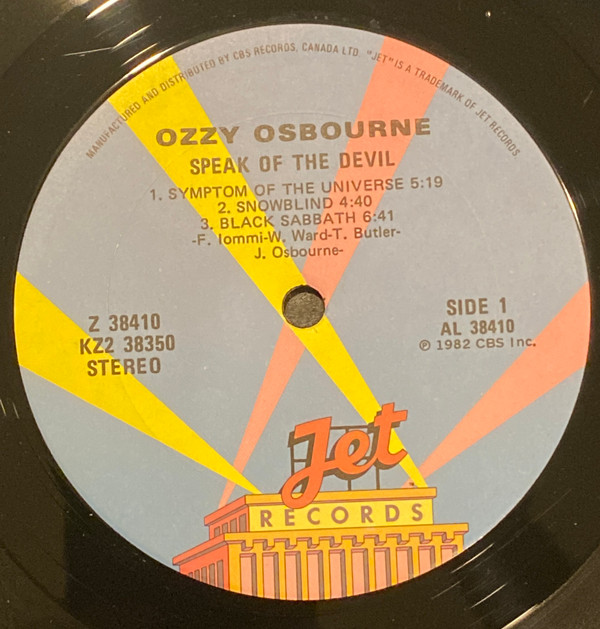 MANUFACTURED AND DISTRIBUTED BY CBS RECORDS, CANADA LTD. "JET" IS A TRADEMARK OF JET RECORDS.
OZZY OSBOURNE
SPEAK OF THE DEVIL
1. SYMPTOM OF THE UNIVERSE 5:19
2. SNOWBLIND 4:40
3. BLACK SABBATH 6:41
-F. Iommi-W. Ward-T. Butler-
J. Osbourne-
Z 38410
KZ2 38350
STEREO
SIDE 1
AL 38410
℗ 1982 CBS Inc.
Jet
RECORDS